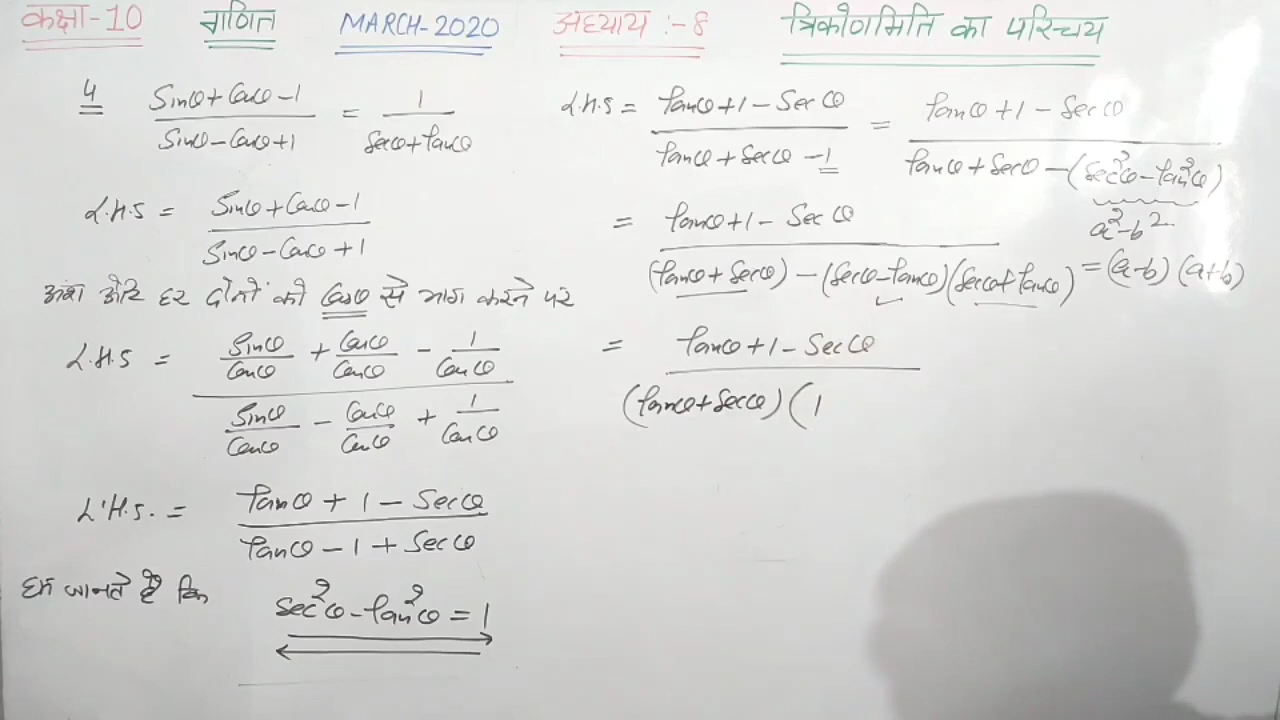 कक्षा-10 गणित MARCH-2020 अध्याय :- 8 त्रिकोणमिति का परिचय
4 (Sinθ + Cosθ - 1)/(Sinθ - Cosθ + 1) = 1/(Secθ + tanθ)
L.H.S = (Sinθ + Cosθ - 1)/(Sinθ - Cosθ + 1)
अंश और हर दोनों को Cosθ से भाग करने पर
L.H.S = (Sinθ/Cosθ + Cosθ/Cosθ - 1/Cosθ)/(Sinθ/Cosθ - Cosθ/Cosθ + 1/Cosθ)
L.H.S. = (tanθ + 1 - Secθ)/(tanθ - 1 + Secθ)
हम जानते है कि
Sec²θ - tan²θ = 1
L.H.S = (tanθ + 1 - Secθ)/(tanθ + Secθ - 1) = (tanθ + 1 - Secθ)/(tanθ + Secθ - (Sec²θ - tan²θ))
a² - b²
= (tanθ + 1 - Secθ)/((tanθ + Secθ) - (Secθ - tanθ)(Secθ + tanθ)) = (a-b) (a+b)
= (tanθ + 1 - Secθ)/((tanθ + Secθ) (1